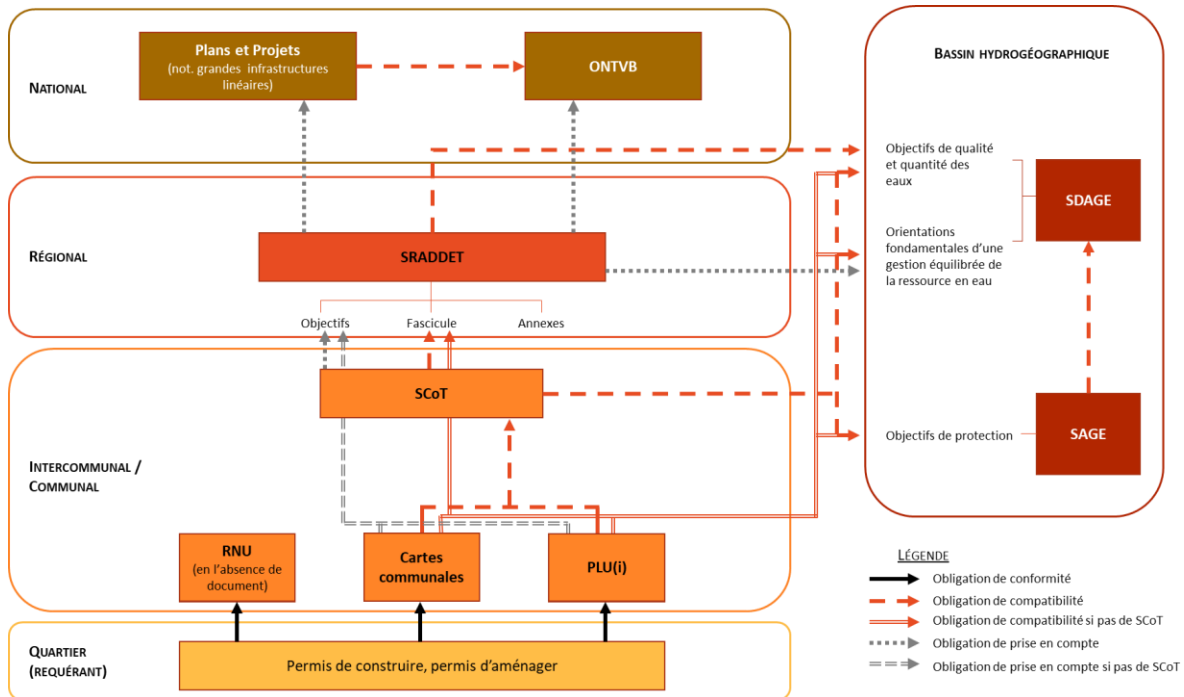 NATIONAL
Plans et Projets
(not. grandes infrastructures
linéaires)
ONTVB
RÉGIONAL
SRADDET
Objectifs
Fascicule
Annexes
INTERCOMMUNAL /
COMMUNAL
SCoT
RNU
(en l'absence de
document)
Cartes
communales
PLU(i)
QUARTIER
(REQUÉRANT)
Permis de construire, permis d'aménager
BASSIN HYDROGÉOGRAPHIQUE
Objectifs de qualité
et quantité des
eaux
SDAGE
Orientations
fondamentales d'une
gestion équilibrée de
la ressource en eau
Objectifs de protection
SAGE
LÉGENDE
Obligation de conformité
Obligation de compatibilité
Obligation de compatibilité si pas de SCoT
Obligation de prise en compte
Obligation de prise en compte si pas de SCoT